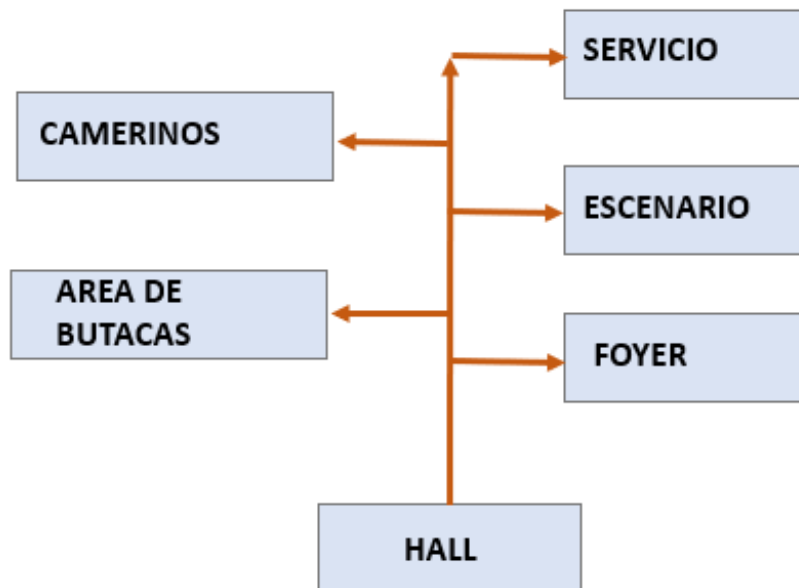 SERVICIO
CAMERINOS
ESCENARIO
AREA DE
BUTACAS
FOYER
HALL